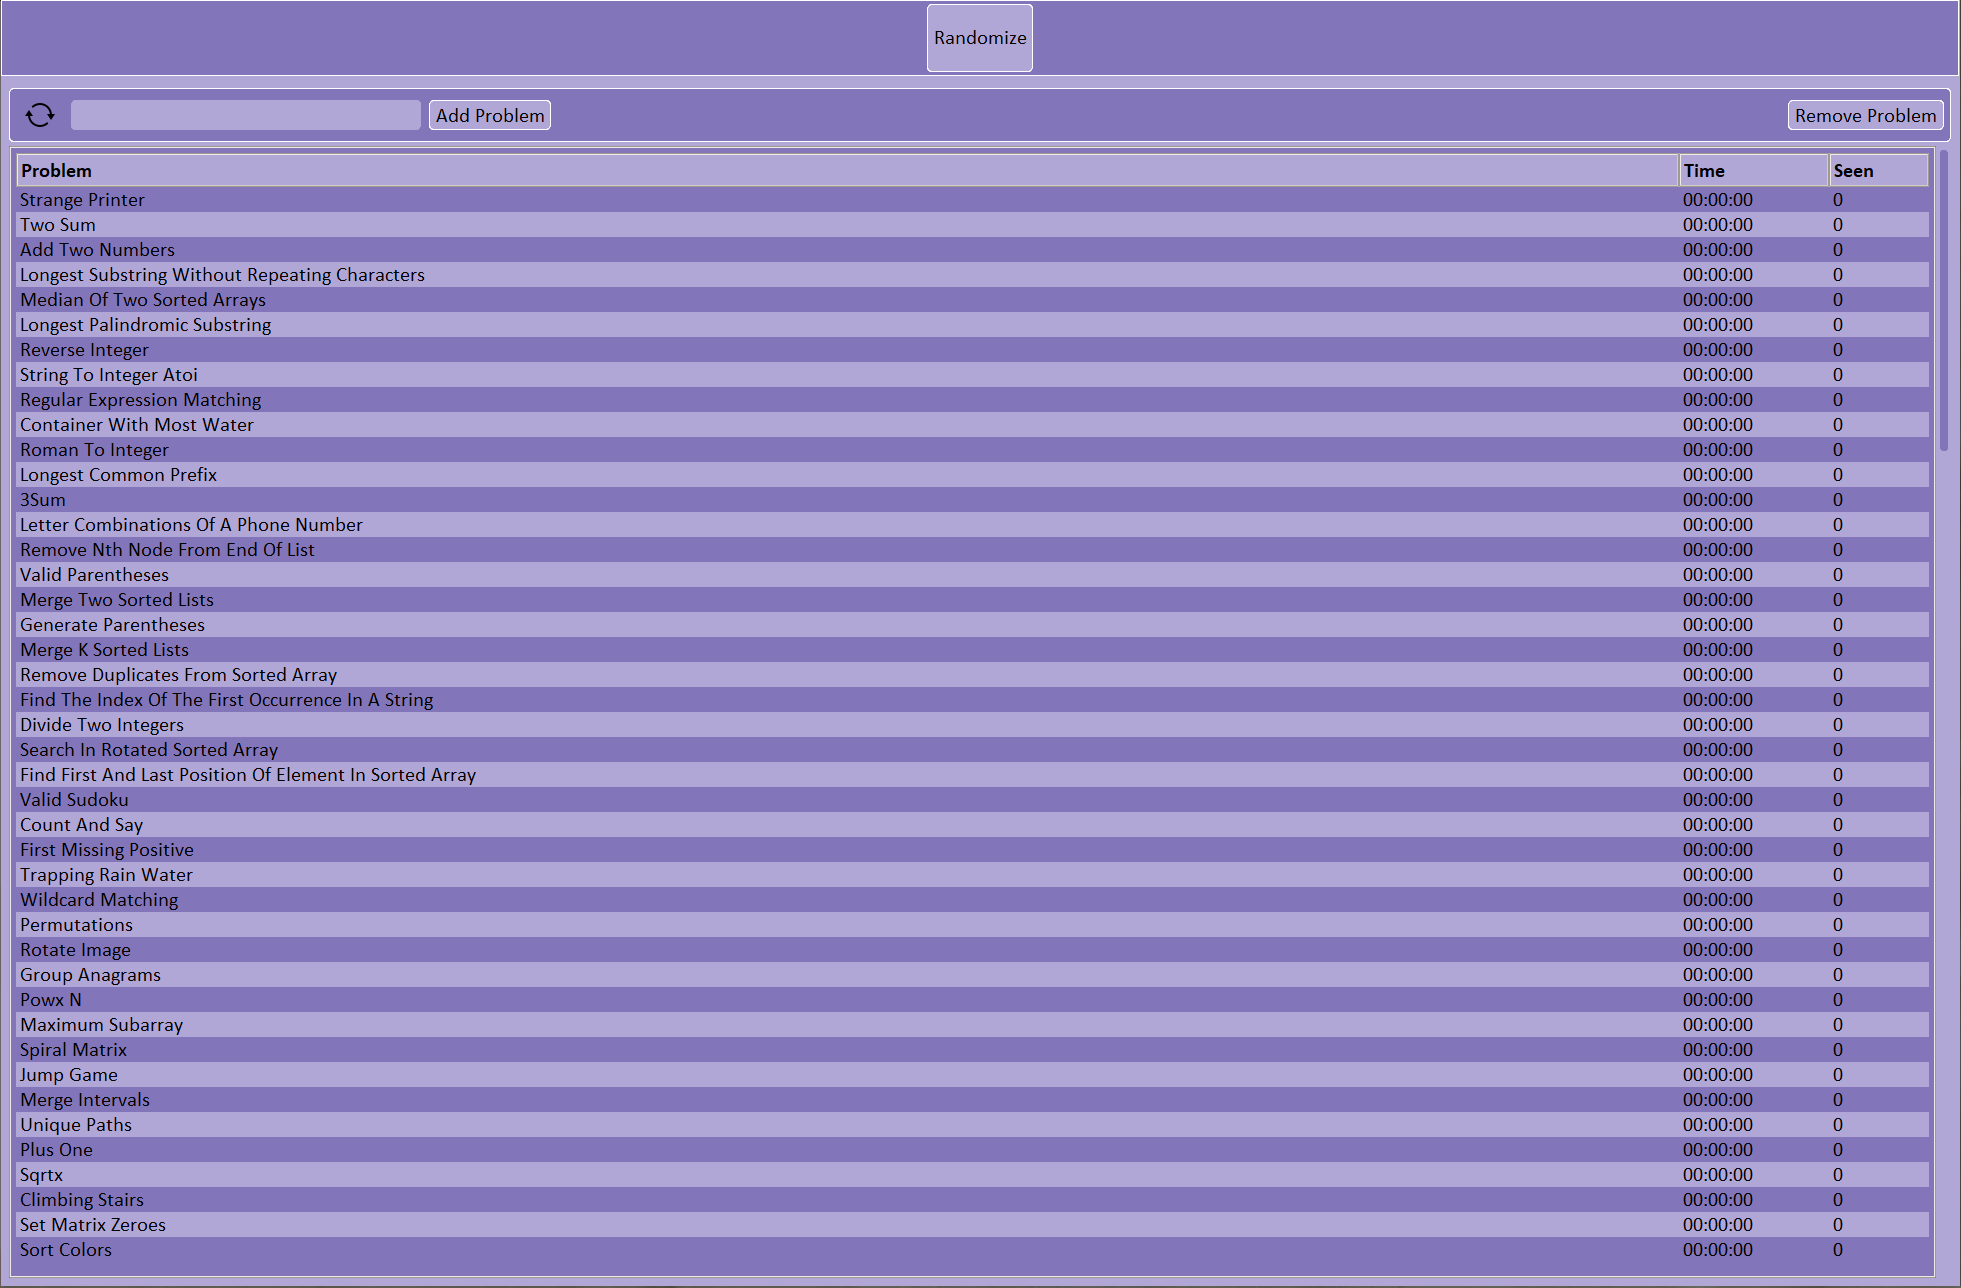 Randomize
Add Problem Remove Problem
Problem Time Seen
Strange Printer 00:00:00 0
Two Sum 00:00:00 0
Add Two Numbers 00:00:00 0
Longest Substring Without Repeating Characters 00:00:00 0
Median Of Two Sorted Arrays 00:00:00 0
Longest Palindromic Substring 00:00:00 0
Reverse Integer 00:00:00 0
String To Integer Atoi 00:00:00 0
Regular Expression Matching 00:00:00 0
Container With Most Water 00:00:00 0
Roman To Integer 00:00:00 0
Longest Common Prefix 00:00:00 0
3Sum 00:00:00 0
Letter Combinations Of A Phone Number 00:00:00 0
Remove Nth Node From End Of List 00:00:00 0
Valid Parentheses 00:00:00 0
Merge Two Sorted Lists 00:00:00 0
Generate Parentheses 00:00:00 0
Merge K Sorted Lists 00:00:00 0
Remove Duplicates From Sorted Array 00:00:00 0
Find The Index Of The First Occurrence In A String 00:00:00 0
Divide Two Integers 00:00:00 0
Search In Rotated Sorted Array 00:00:00 0
Find First And Last Position Of Element In Sorted Array 00:00:00 0
Valid Sudoku 00:00:00 0
Count And Say 00:00:00 0
First Missing Positive 00:00:00 0
Trapping Rain Water 00:00:00 0
Wildcard Matching 00:00:00 0
Permutations 00:00:00 0
Rotate Image 00:00:00 0
Group Anagrams 00:00:00 0
Powx N 00:00:00 0
Maximum Subarray 00:00:00 0
Spiral Matrix 00:00:00 0
Jump Game 00:00:00 0
Merge Intervals 00:00:00 0
Unique Paths 00:00:00 0
Plus One 00:00:00 0
Sqrtx 00:00:00 0
Climbing Stairs 00:00:00 0
Set Matrix Zeroes 00:00:00 0
Sort Colors 00:00:00 0